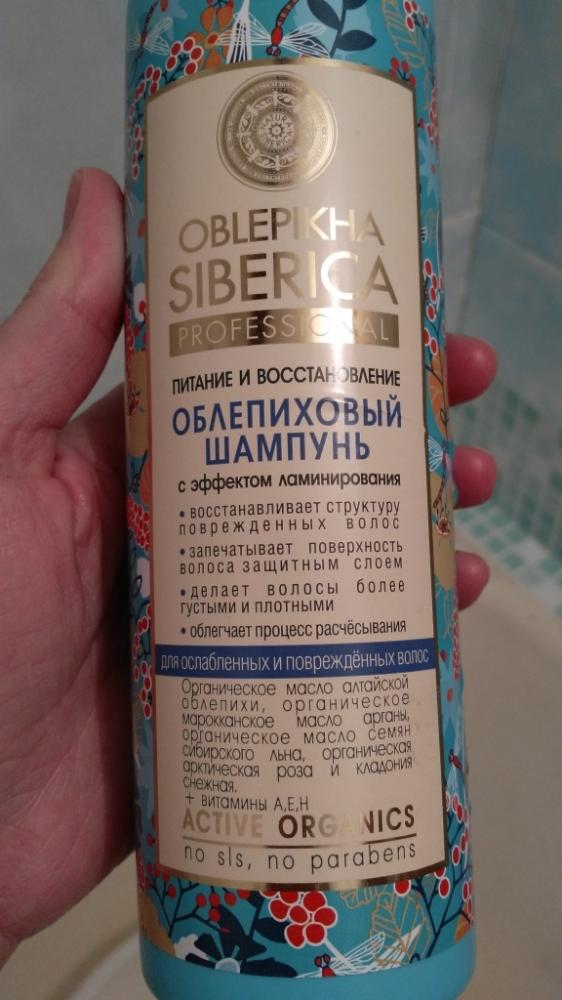 NATURA SIBERICA
OBLEPIKHA
SIBERICA
PROFESSIONAL
ПИТАНИЕ И ВОССТАНОВЛЕНИЕ
ОБЛЕПИХОВЫЙ
ШАМПУНЬ
с эффектом ламинирования
• восстанавливает структуру
поврежденных волос
• запечатывает поверхность
волоса защитным слоем
• делает волосы более
густыми и плотными
• облегчает процесс расчёсывания
для ослабленных и повреждённых волос
Органическое масло алтайской
облепихи, органическое
марокканское масло арганы,
органическое масло семян
сибирского льна, органическая
арктическая роза и кладония
снежная.
+ витамины А,Е,Н
ACTIVE ORGANICS
no sls, no parabens